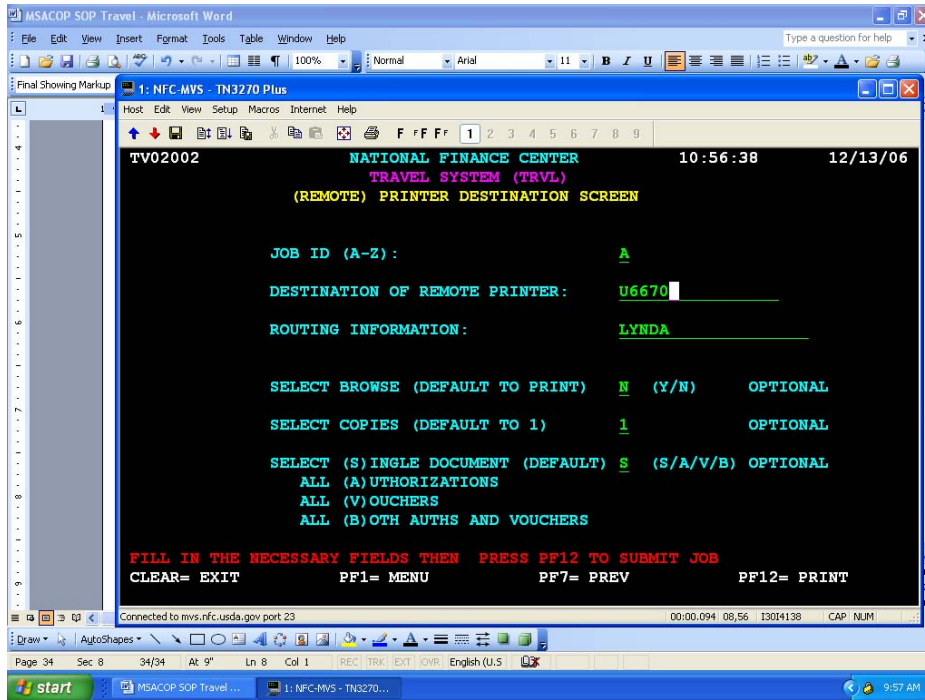 MSACOP SOP Travel - Microsoft Word
File Edit View Insert Format Tools Table Window Help Type a question for help
100% Normal Arial 11 B I U
Final Showing Markup
1: NFC-MVS - TN3270 Plus
Host Edit View Setup Macros Internet Help
1 2 3 4 5 6 7 8 9
TV02002 NATIONAL FINANCE CENTER 10:56:38 12/13/06
TRAVEL SYSTEM (TRVL)
(REMOTE) PRINTER DESTINATION SCREEN
JOB ID (A-Z): A
DESTINATION OF REMOTE PRINTER: U6670
ROUTING INFORMATION: LYNDA
SELECT BROWSE (DEFAULT TO PRINT) N (Y/N) OPTIONAL
SELECT COPIES (DEFAULT TO 1) 1 OPTIONAL
SELECT (S)INGLE DOCUMENT (DEFAULT) S (S/A/V/B) OPTIONAL
ALL (A)UTHORIZATIONS
ALL (V)OUCHERS
ALL (B)OTH AUTHS AND VOUCHERS
FILL IN THE NECESSARY FIELDS THEN PRESS PF12 TO SUBMIT JOB
CLEAR= EXIT PF1= MENU PF7= PREV PF12= PRINT
Connected to mvs.nfc.usda.gov port 23 00:00.094 08,56 I30I4138 CAP NUM
Draw AutoShapes
Page 34 Sec 8 34/34 At 9" Ln 8 Col 1 REC TRK EXT OVR English (U.S
start MSACOP SOP Travel ... 1: NFC-MVS - TN3270... 9:57 AM